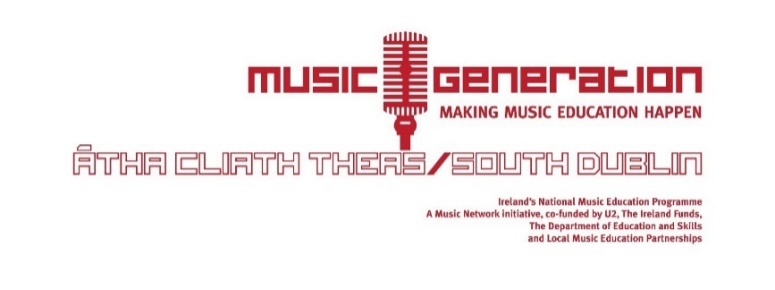 MUSIC GENERATION
MAKING MUSIC EDUCATION HAPPEN
ÁTHA CLIATH THEAS/SOUTH DUBLIN
Ireland's National Music Education Programme
A Music Network initiative, co-funded by U2, The Ireland Funds,
The Department of Education and Skills
and Local Music Education Partnerships